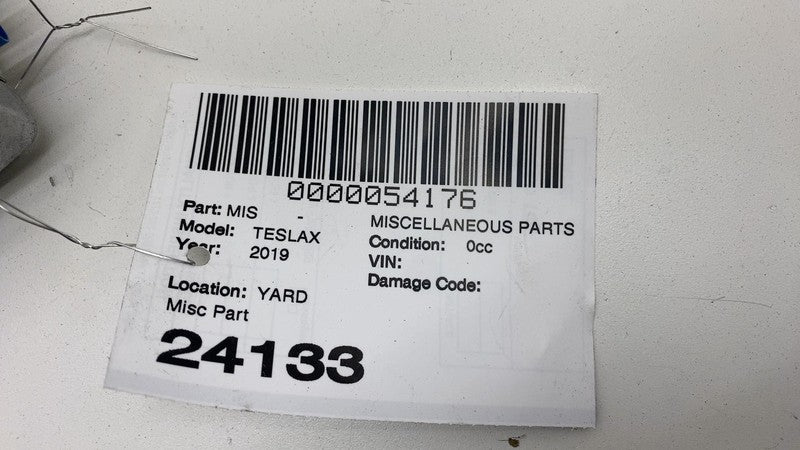 0000054176
Part: MIS - MISCELLANEOUS PARTS
Model: TESLAX Condition: 0cc
Year: 2019 VIN:
Damage Code:
Location: YARD
Misc Part
24133